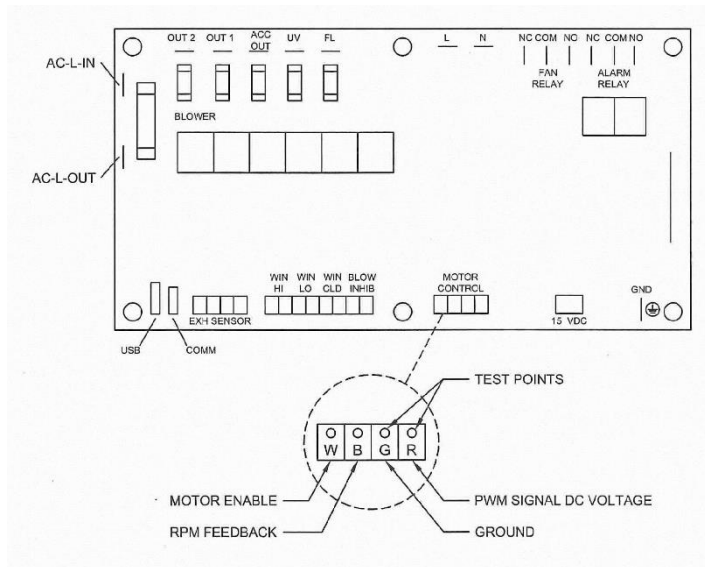 OUT 2 OUT 1 ACC OUT UV FL L N NC COM NO NC COM NO
FAN RELAY ALARM RELAY
AC-L-IN
BLOWER
AC-L-OUT
WIN HI WIN LO WIN CLD BLOW INHIB MOTOR CONTROL GND
EXH SENSOR 15 VDC
USB COMM
TEST POINTS
W B G R
MOTOR ENABLE PWM SIGNAL DC VOLTAGE
RPM FEEDBACK GROUND